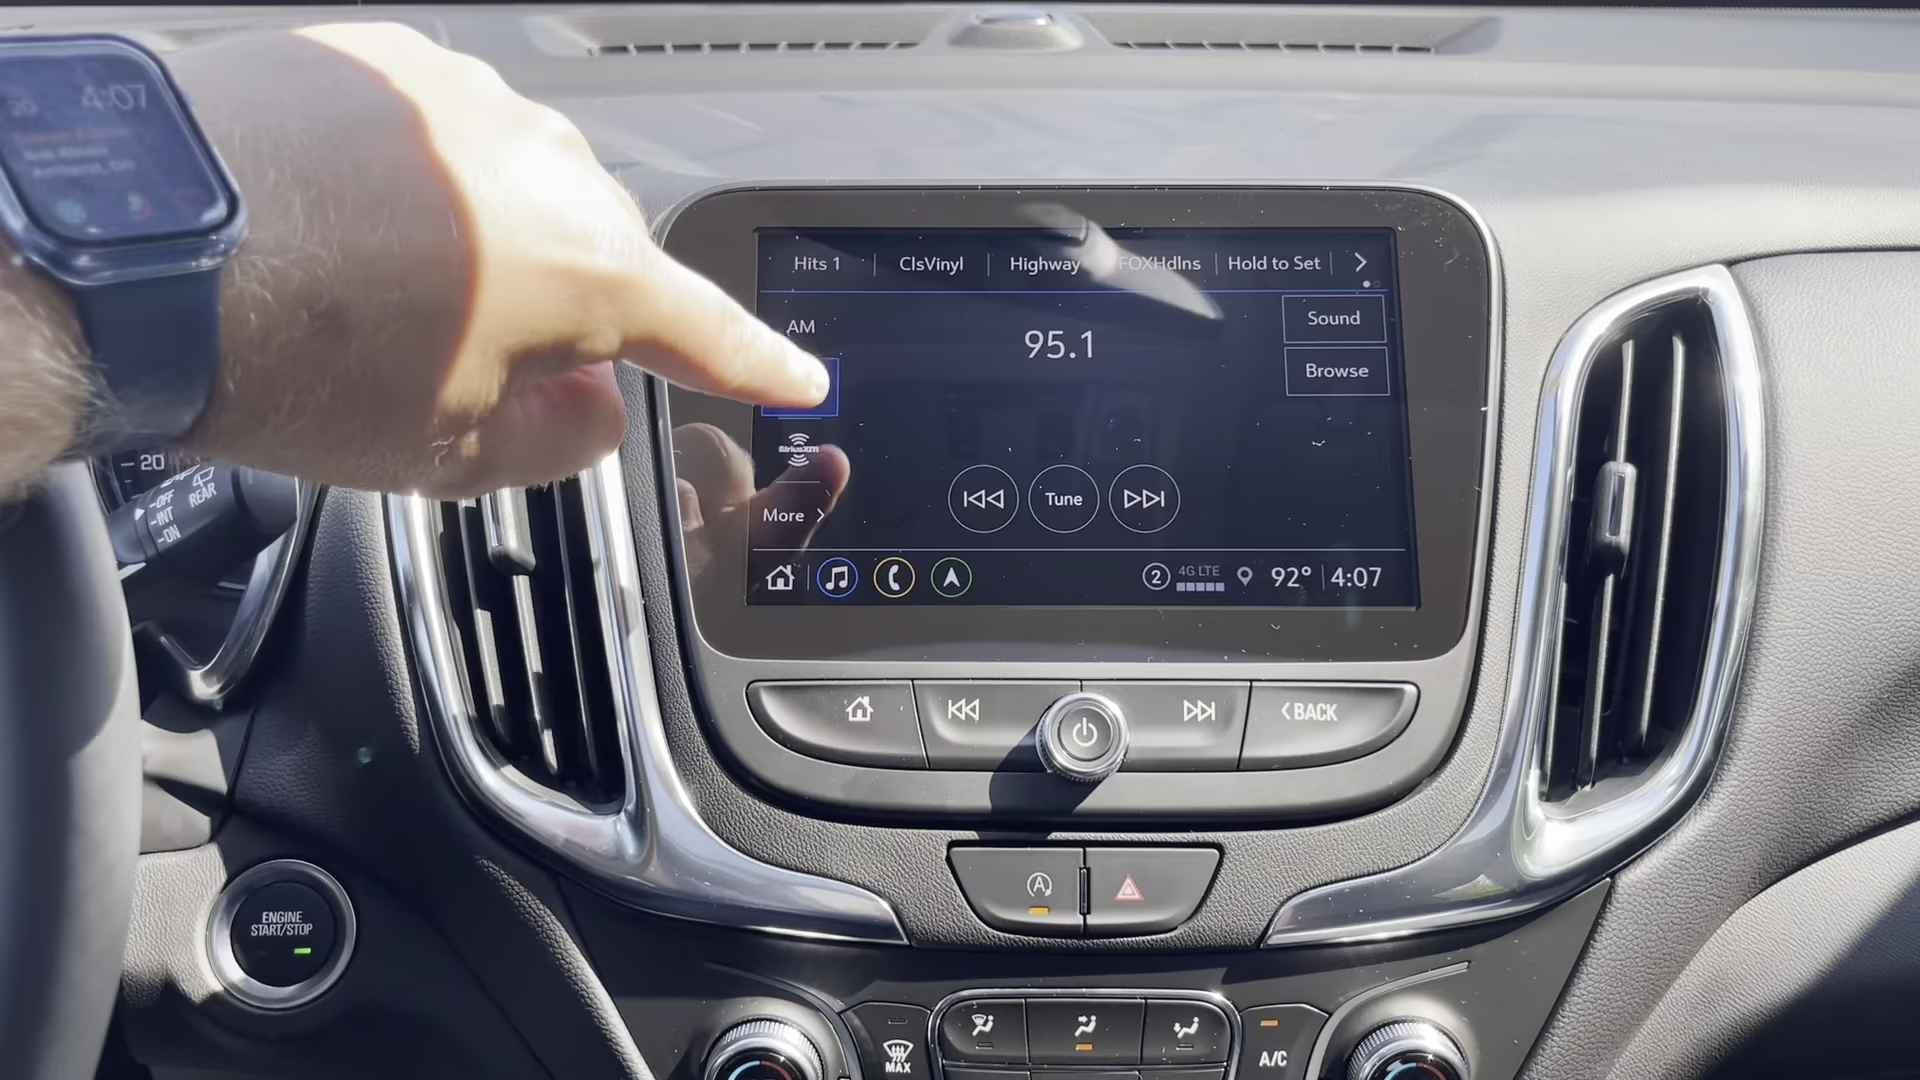 4:07
Hits 1
ClsVinyl
Highway
FOXHdlns
Hold to Set
AM
95.1
Sound
Browse
SiriusXM
More
Tune
2
4G LTE
92°
4:07
20
OFF
INT
ON
REAR
BACK
ENGINE
START/STOP
A
MAX
A/C